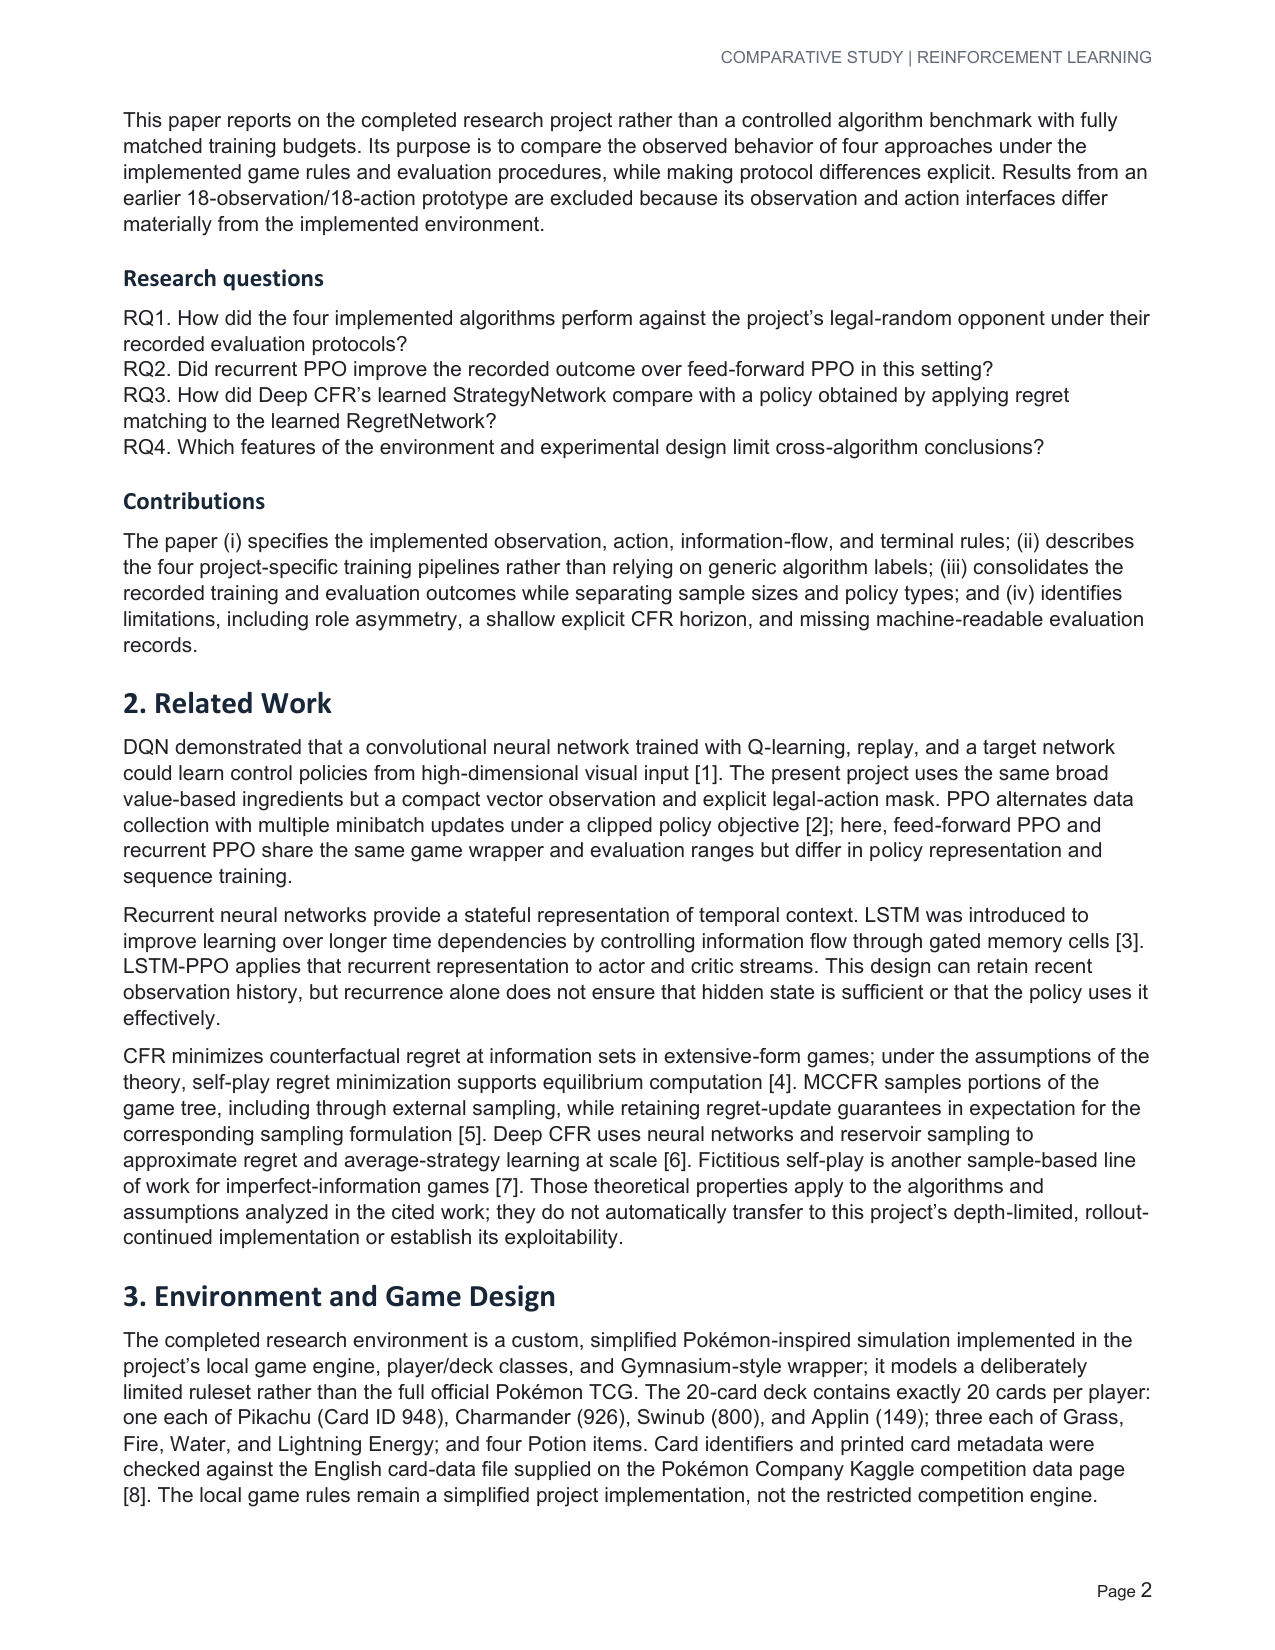 COMPARATIVE STUDY | REINFORCEMENT LEARNING
This paper reports on the completed research project rather than a controlled algorithm benchmark with fully
matched training budgets. Its purpose is to compare the observed behavior of four approaches under the
implemented game rules and evaluation procedures, while making protocol differences explicit. Results from an
earlier 18-observation/18-action prototype are excluded because its observation and action interfaces differ
materially from the implemented environment.
Research questions
RQ1. How did the four implemented algorithms perform against the project’s legal-random opponent under their
recorded evaluation protocols?
RQ2. Did recurrent PPO improve the recorded outcome over feed-forward PPO in this setting?
RQ3. How did Deep CFR’s learned StrategyNetwork compare with a policy obtained by applying regret
matching to the learned RegretNetwork?
RQ4. Which features of the environment and experimental design limit cross-algorithm conclusions?
Contributions
The paper (i) specifies the implemented observation, action, information-flow, and terminal rules; (ii) describes
the four project-specific training pipelines rather than relying on generic algorithm labels; (iii) consolidates the
recorded training and evaluation outcomes while separating sample sizes and policy types; and (iv) identifies
limitations, including role asymmetry, a shallow explicit CFR horizon, and missing machine-readable evaluation
records.
2. Related Work
DQN demonstrated that a convolutional neural network trained with Q-learning, replay, and a target network
could learn control policies from high-dimensional visual input [1]. The present project uses the same broad
value-based ingredients but a compact vector observation and explicit legal-action mask. PPO alternates data
collection with multiple minibatch updates under a clipped policy objective [2]; here, feed-forward PPO and
recurrent PPO share the same game wrapper and evaluation ranges but differ in policy representation and
sequence training.
Recurrent neural networks provide a stateful representation of temporal context. LSTM was introduced to
improve learning over longer time dependencies by controlling information flow through gated memory cells [3].
LSTM-PPO applies that recurrent representation to actor and critic streams. This design can retain recent
observation history, but recurrence alone does not ensure that hidden state is sufficient or that the policy uses it
effectively.
CFR minimizes counterfactual regret at information sets in extensive-form games; under the assumptions of the
theory, self-play regret minimization supports equilibrium computation [4]. MCCFR samples portions of the
game tree, including through external sampling, while retaining regret-update guarantees in expectation for the
corresponding sampling formulation [5]. Deep CFR uses neural networks and reservoir sampling to
approximate regret and average-strategy learning at scale [6]. Fictitious self-play is another sample-based line
of work for imperfect-information games [7]. Those theoretical properties apply to the algorithms and
assumptions analyzed in the cited work; they do not automatically transfer to this project’s depth-limited, rollout-
continued implementation or establish its exploitability.
3. Environment and Game Design
The completed research environment is a custom, simplified Pokémon-inspired simulation implemented in the
project’s local game engine, player/deck classes, and Gymnasium-style wrapper; it models a deliberately
limited ruleset rather than the full official Pokémon TCG. The 20-card deck contains exactly 20 cards per player:
one each of Pikachu (Card ID 948), Charmander (926), Swinub (800), and Applin (149); three each of Grass,
Fire, Water, and Lightning Energy; and four Potion items. Card identifiers and printed card metadata were
checked against the English card-data file supplied on the Pokémon Company Kaggle competition data page
[8]. The local game rules remain a simplified project implementation, not the restricted competition engine.
Page 2